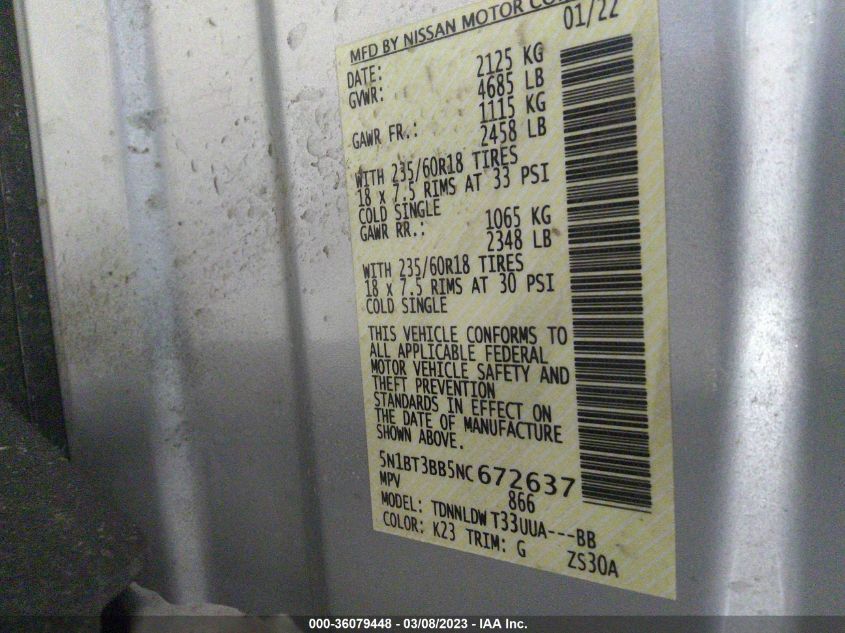 MFD BY NISSAN MOTOR CO
DATE: 01/22
GVWR: 2125 KG
4685 LB
GAWR FR.: 1115 KG
2458 LB
WITH 235/60R18 TIRES
18 x 7.5 RIMS AT 33 PSI
COLD SINGLE
GAWR RR.: 1065 KG
2348 LB
WITH 235/60R18 TIRES
18 x 7.5 RIMS AT 30 PSI
COLD SINGLE
THIS VEHICLE CONFORMS TO
ALL APPLICABLE FEDERAL
MOTOR VEHICLE SAFETY AND
THEFT PREVENTION
STANDARDS IN EFFECT ON
THE DATE OF MANUFACTURE
SHOWN ABOVE.
5N1BT3BB5NC672637
MPV 866
MODEL: TDNNLDW T33UUA---BB
COLOR: K23 TRIM: G ZS30A
000-36079448 - 03/08/2023 - IAA Inc.